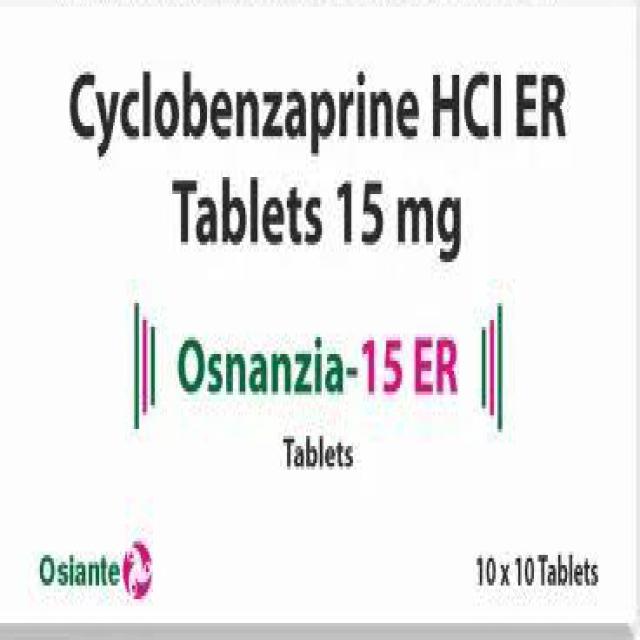 Cyclobenzaprine HCl ER
Tablets 15 mg
Osnanzia-15 ER
Tablets
Osiante
10 x 10 Tablets